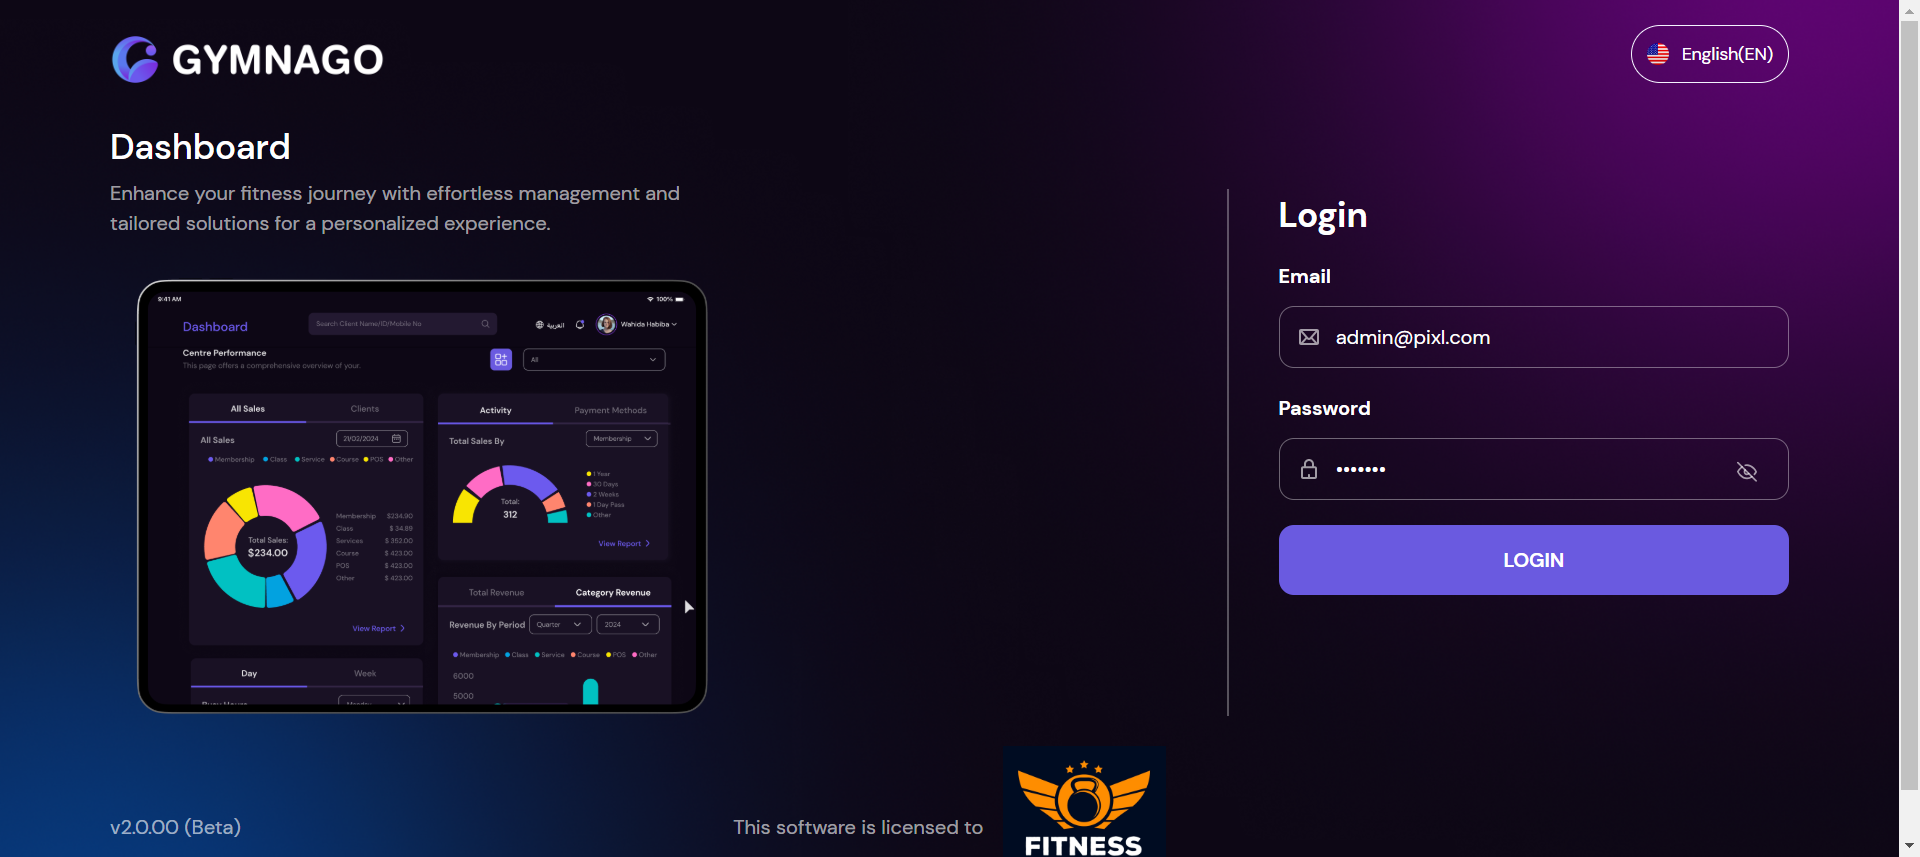 GYMNAGO
English(EN)
Dashboard
Enhance your fitness journey with effortless management and
tailored solutions for a personalized experience.
9:41 AM
100%
Dashboard
Search Client Name/ID/Mobile No
العربية
Wahida Habiba
Centre Performance
This page offers a comprehensive overview of your.
All
All Sales
Clients
All Sales
21/02/2024
Membership Class Service Course POS Other
Total Sales:
$234.00
Membership $234.90
Class $ 34.89
Services $ 352.00
Course $ 423.00
POS $ 423.00
Other $ 423.00
View Report
Activity
Payment Methods
Total Sales By
Membership
Total:
312
1 Year
30 Days
2 Weeks
1 Day Pass
Other
View Report
Total Revenue
Category Revenue
Revenue By Period
Quarter
2024
Membership Class Service Course POS Other
6000
5000
Day
Week
Busy Hours
Monday
Login
Email
admin@pixl.com
Password
•••••••
LOGIN
v2.0.00 (Beta)
This software is licensed to
FITNESS